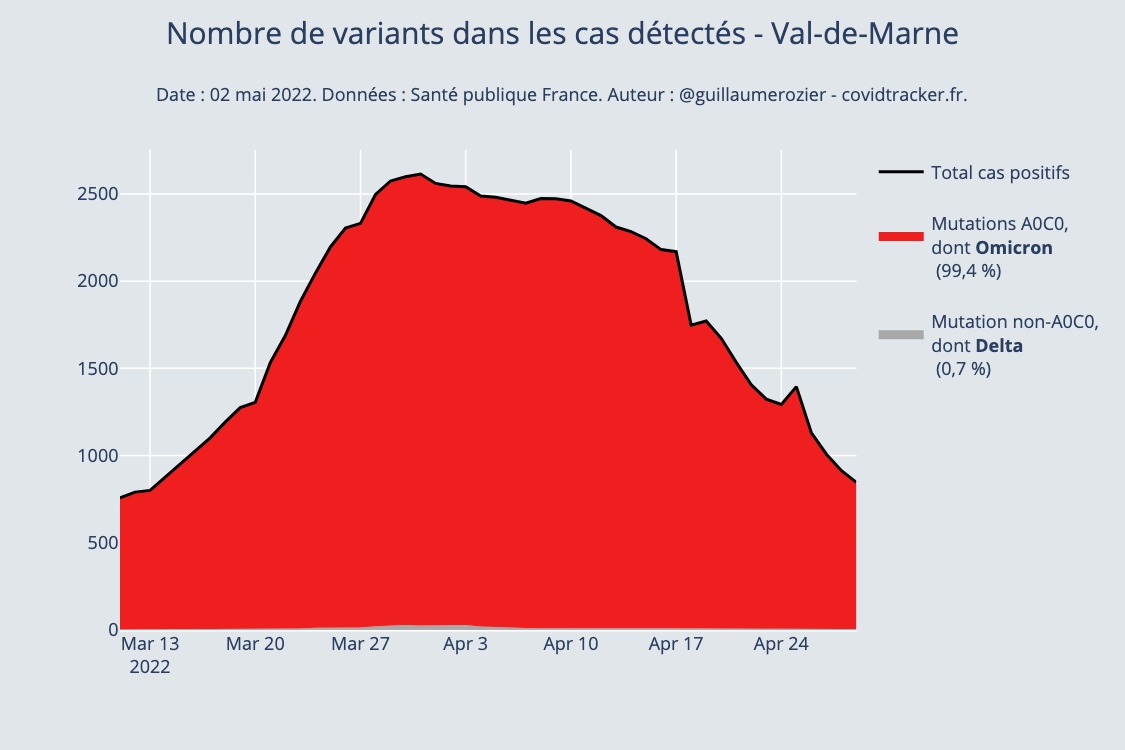 Nombre de variants dans les cas détectés - Val-de-Marne
Date : 02 mai 2022. Données : Santé publique France. Auteur : @guillaumerozier - covidtracker.fr.
2500
2000
1500
1000
500
0
Mar 13
2022
Mar 20
Mar 27
Apr 3
Apr 10
Apr 17
Apr 24
Total cas positifs
Mutations A0C0,
dont Omicron
(99,4 %)
Mutation non-A0C0,
dont Delta
(0,7 %)